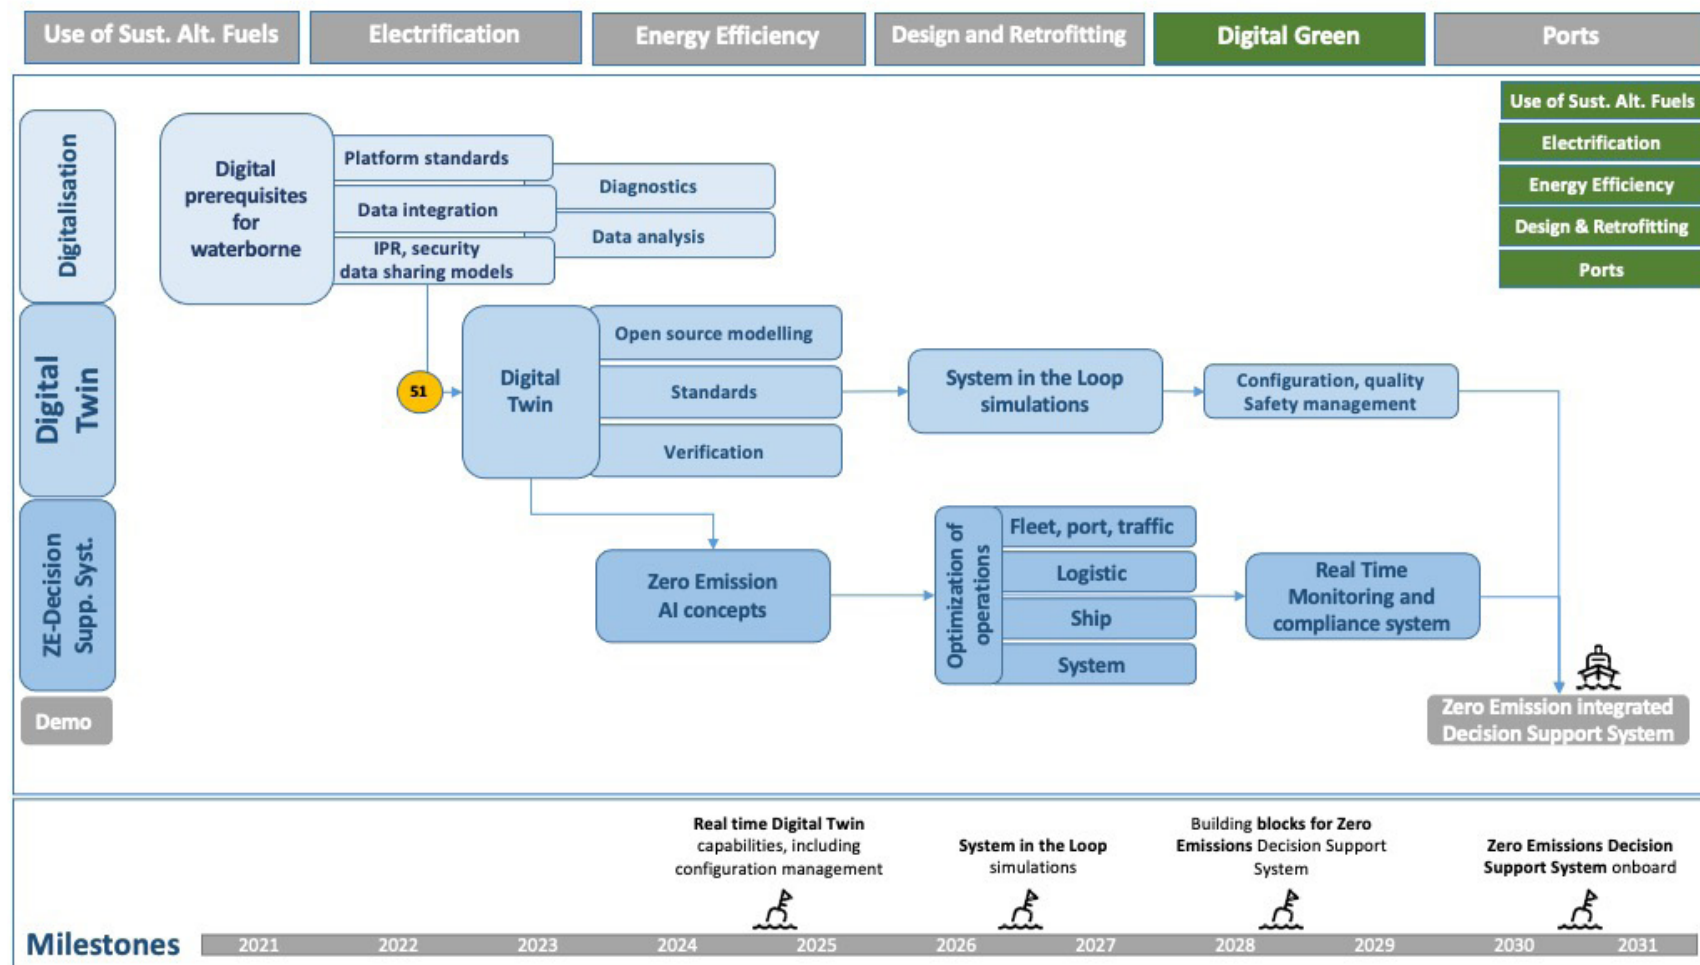 Use of Sust. Alt. Fuels
Electrification
Energy Efficiency
Design and Retrofitting
Digital Green
Ports
Use of Sust. Alt. Fuels
Electrification
Energy Efficiency
Design & Retrofitting
Ports
Digitalisation
Digital
prerequisites
for
waterborne
Platform standards
Data integration
IPR, security
data sharing models
Diagnostics
Data analysis
Digital
Twin
51
Digital
Twin
Open source modelling
Standards
Verification
System in the Loop
simulations
Configuration, quality
Safety management
ZE-Decision
Supp. Syst.
Zero Emission
AI concepts
Optimization of
operations
Fleet, port, traffic
Logistic
Ship
System
Real Time
Monitoring and
compliance system
Demo
Zero Emission integrated
Decision Support System
Real time Digital Twin
capabilities, including
configuration management
System in the Loop
simulations
Building blocks for Zero
Emissions Decision Support
System
Zero Emissions Decision
Support System onboard
Milestones
2021
2022
2023
2024
2025
2026
2027
2028
2029
2030
2031